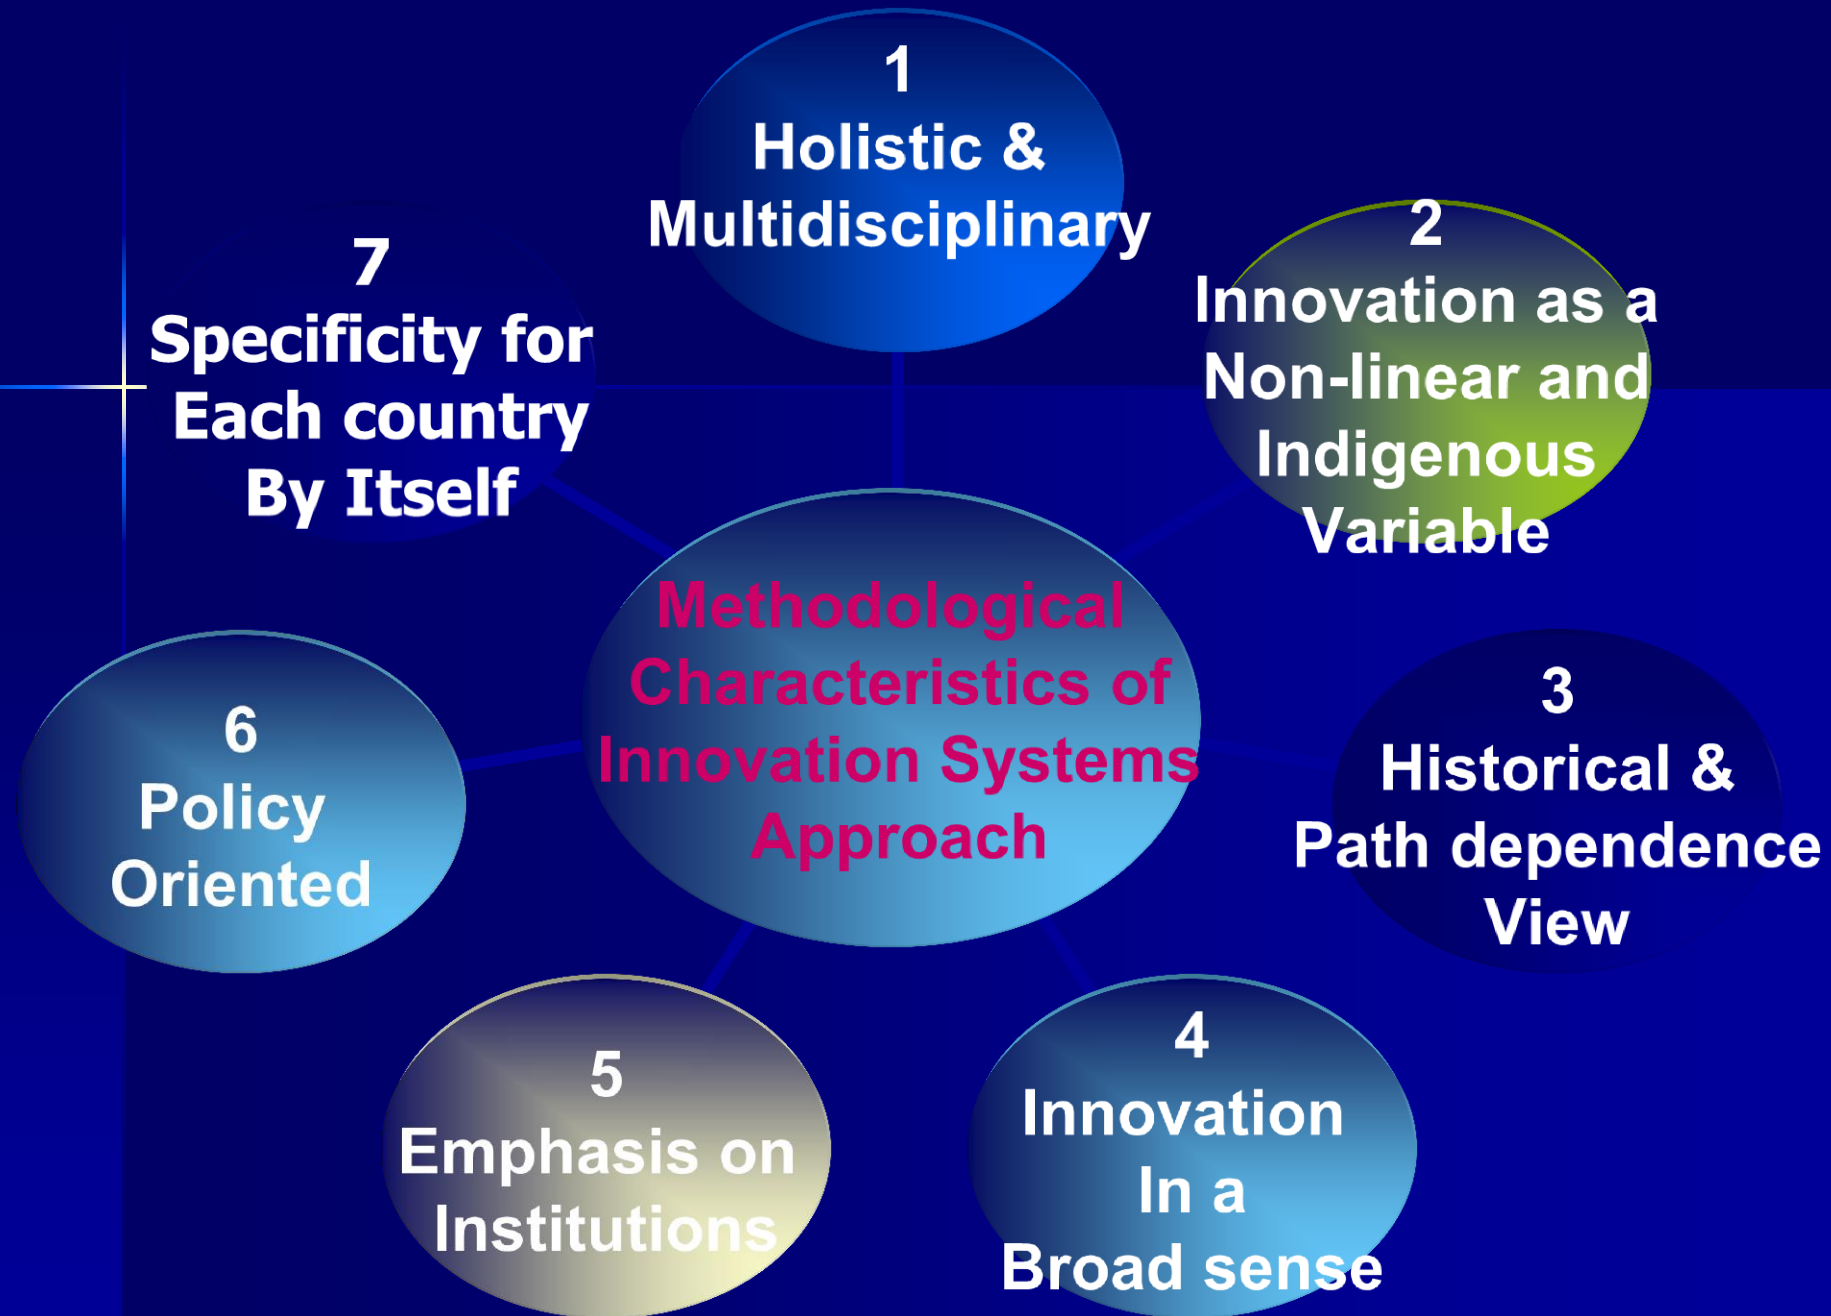 Methodological
Characteristics of
Innovation Systems
Approach
1
Holistic &
Multidisciplinary
2
Innovation as a
Non-linear and
Indigenous
Variable
3
Historical &
Path dependence
View
4
Innovation
In a
Broad sense
5
Emphasis on
Institutions
6
Policy
Oriented
7
Specificity for
Each country
By Itself